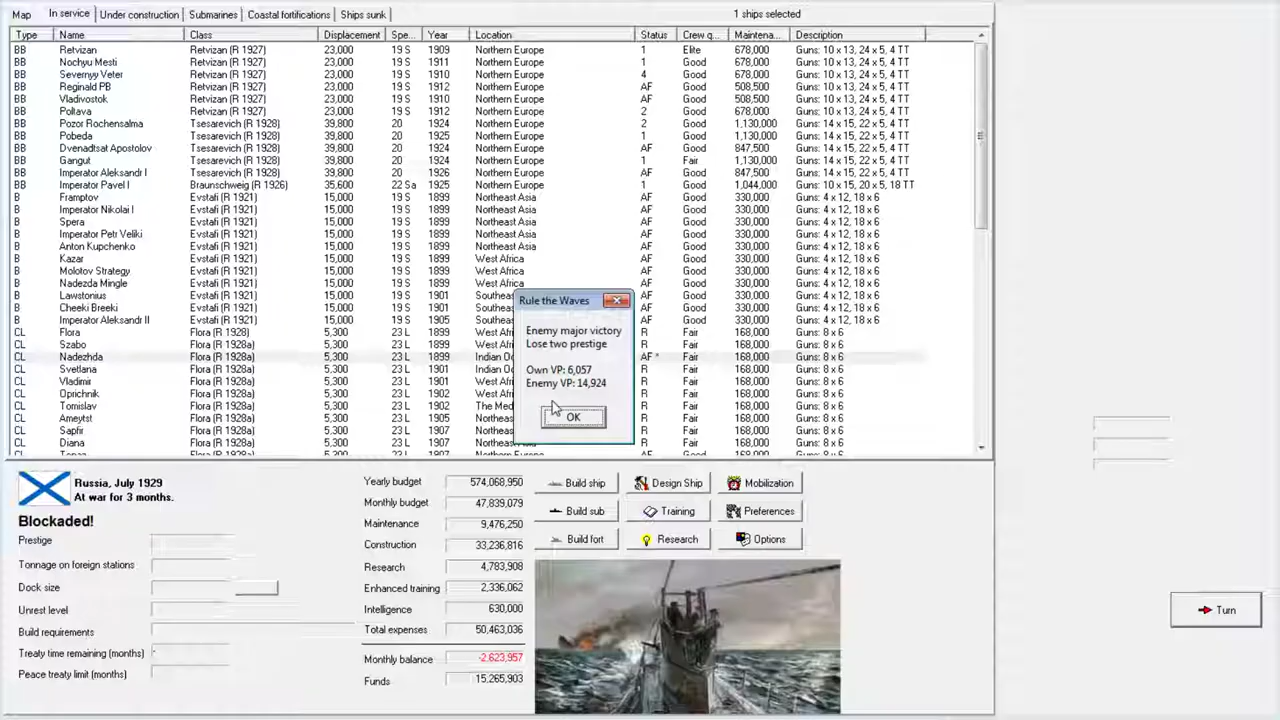 Map In service Under construction Submarines Coastal fortifications Ships sunk 1 ships selected
Type Name Class Displacement Spe... Year Location Status Crew q... Maintena... Description
BB Retvizan Retvizan (R 1927) 23,000 19 S 1909 Northern Europe 1 Elite 678,000 Guns: 10 x 13, 24 x 5, 4 TT
BB Nochyu Mesti Retvizan (R 1927) 23,000 19 S 1911 Northern Europe 1 Good 678,000 Guns: 10 x 13, 24 x 5, 4 TT
BB Severnyy Veter Retvizan (R 1927) 23,000 19 S 1910 Northern Europe 4 Good 678,000 Guns: 10 x 13, 24 x 5, 4 TT
BB Reginald PB Retvizan (R 1927) 23,000 19 S 1912 Northern Europe AF Good 508,500 Guns: 10 x 13, 24 x 5, 4 TT
BB Vladivostok Retvizan (R 1927) 23,000 19 S 1910 Northern Europe AF Good 508,500 Guns: 10 x 13, 24 x 5, 4 TT
BB Poltava Retvizan (R 1927) 23,000 19 S 1912 Northern Europe 2 Good 678,000 Guns: 10 x 13, 24 x 5, 4 TT
BB Pozor Rochensalma Tsesarevich (R 1928) 39,800 20 1924 Northern Europe 2 Good 1,130,000 Guns: 14 x 15, 22 x 5, 4 TT
BB Pobeda Tsesarevich (R 1928) 39,800 20 1925 Northern Europe 1 Good 1,130,000 Guns: 14 x 15, 22 x 5, 4 TT
BB Dvenadtsat Apostolov Tsesarevich (R 1928) 39,800 20 1924 Northern Europe AF Good 847,500 Guns: 14 x 15, 22 x 5, 4 TT
BB Gangut Tsesarevich (R 1928) 39,800 20 1924 Northern Europe 1 Fair 1,130,000 Guns: 14 x 15, 22 x 5, 4 TT
BB Imperator Aleksandr I Tsesarevich (R 1928) 39,800 20 1926 Northern Europe AF Good 847,500 Guns: 14 x 15, 22 x 5, 4 TT
BB Imperator Pavel I Braunschweig (R 1926) 35,600 22 Sa 1925 Northern Europe 1 Good 1,044,000 Guns: 10 x 15, 20 x 5, 18 TT
B Framptov Evstafi (R 1921) 15,000 19 S 1899 Northeast Asia AF Good 330,000 Guns: 4 x 12, 18 x 6
B Imperator Nikolai I Evstafi (R 1921) 15,000 19 S 1899 Northeast Asia AF Good 330,000 Guns: 4 x 12, 18 x 6
B Spera Evstafi (R 1921) 15,000 19 S 1899 Northeast Asia AF Good 330,000 Guns: 4 x 12, 18 x 6
B Imperator Petr Veliki Evstafi (R 1921) 15,000 19 S 1899 Northeast Asia AF Good 330,000 Guns: 4 x 12, 18 x 6
B Anton Kupchenko Evstafi (R 1921) 15,000 19 S 1899 Northeast Asia AF Good 330,000 Guns: 4 x 12, 18 x 6
B Kazar Evstafi (R 1921) 15,000 19 S 1899 West Africa AF Good 330,000 Guns: 4 x 12, 18 x 6
B Molotov Strategy Evstafi (R 1921) 15,000 19 S 1899 West Africa AF Good 330,000 Guns: 4 x 12, 18 x 6
B Nadezda Mingle Evstafi (R 1921) 15,000 19 S 1899 West Africa AF Good 330,000 Guns: 4 x 12, 18 x 6
B Lawstonius Evstafi (R 1921) 15,000 19 S 1901 Southeas AF Good 330,000 Guns: 4 x 12, 18 x 6
B Cheeki Breeki Evstafi (R 1921) 15,000 19 S 1901 Southeas AF Good 330,000 Guns: 4 x 12, 18 x 6
B Imperator Aleksandr II Evstafi (R 1921) 15,000 19 S 1905 Northeas AF Good 330,000 Guns: 4 x 12, 18 x 6
CL Flora Flora (R 1928) 5,300 23 L 1899 West Afri R Fair 168,000 Guns: 8 x 6
CL Szabo Flora (R 1928a) 5,300 23 L 1899 West Afri R Fair 168,000 Guns: 8 x 6
CL Nadezhda Flora (R 1928a) 5,300 23 L 1899 Indian Oc AF * Fair 168,000 Guns: 8 x 6
CL Svetlana Flora (R 1928a) 5,300 23 L 1901 Indian Oc R Fair 168,000 Guns: 8 x 6
CL Vladimir Flora (R 1928a) 5,300 23 L 1901 West Afri R Fair 168,000 Guns: 8 x 6
CL Oprichnik Flora (R 1928a) 5,300 23 L 1902 West Afri R Fair 168,000 Guns: 8 x 6
CL Tomislav Flora (R 1928a) 5,300 23 L 1902 The Med R Fair 168,000 Guns: 8 x 6
CL Ametyst Flora (R 1928a) 5,300 23 L 1907 Northeas R Fair 168,000 Guns: 8 x 6
CL Sapfir Flora (R 1928a) 5,300 23 L 1907 Northeas R Fair 168,000 Guns: 8 x 6
CL Diana Flora (R 1928a) 5,300 23 L 1907 Northeast Asia R Fair 168,000 Guns: 8 x 6
Rule the Waves
Enemy major victory
Lose two prestige
Own VP: 6,057
Enemy VP: 14,924
OK
Russia, July 1929
At war for 3 months.
Blockaded!
Prestige
Tonnage on foreign stations
Dock size
Unrest level
Build requirements
Treaty time remaining (months)
Peace treaty limit (months)
Yearly budget 574,068,950
Monthly budget 47,839,079
Maintenance 9,476,250
Construction 33,236,816
Research 4,783,908
Enhanced training 2,336,062
Intelligence 630,000
Total expenses 50,463,036
Monthly balance -2,623,957
Funds 15,265,903
Build ship Design Ship Mobilization
Build sub Training Preferences
Build fort Research Options
Turn